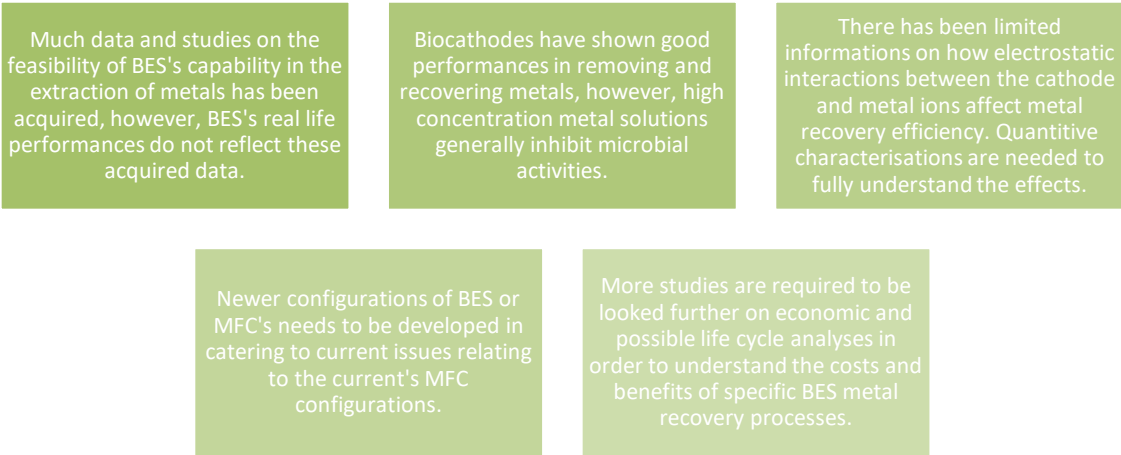 Much data and studies on the
feasibility of BES's capability in the
extraction of metals has been
acquired, however, BES's real life
performances do not reflect these
acquired data.
Biocathodes have shown good
performances in removing and
recovering metals, however, high
concentration metal solutions
generally inhibit microbial
activities.
There has been limited
informations on how electrostatic
interactions between the cathode
and metal ions affect metal
recovery efficiency. Quantitive
characterisations are needed to
fully understand the effects.
Newer configurations of BES or
MFC's needs to be developed in
catering to current issues relating
to the current's MFC
configurations.
More studies are required to be
looked further on economic and
possible life cycle analyses in
order to understand the costs and
benefits of specific BES metal
recovery processes.